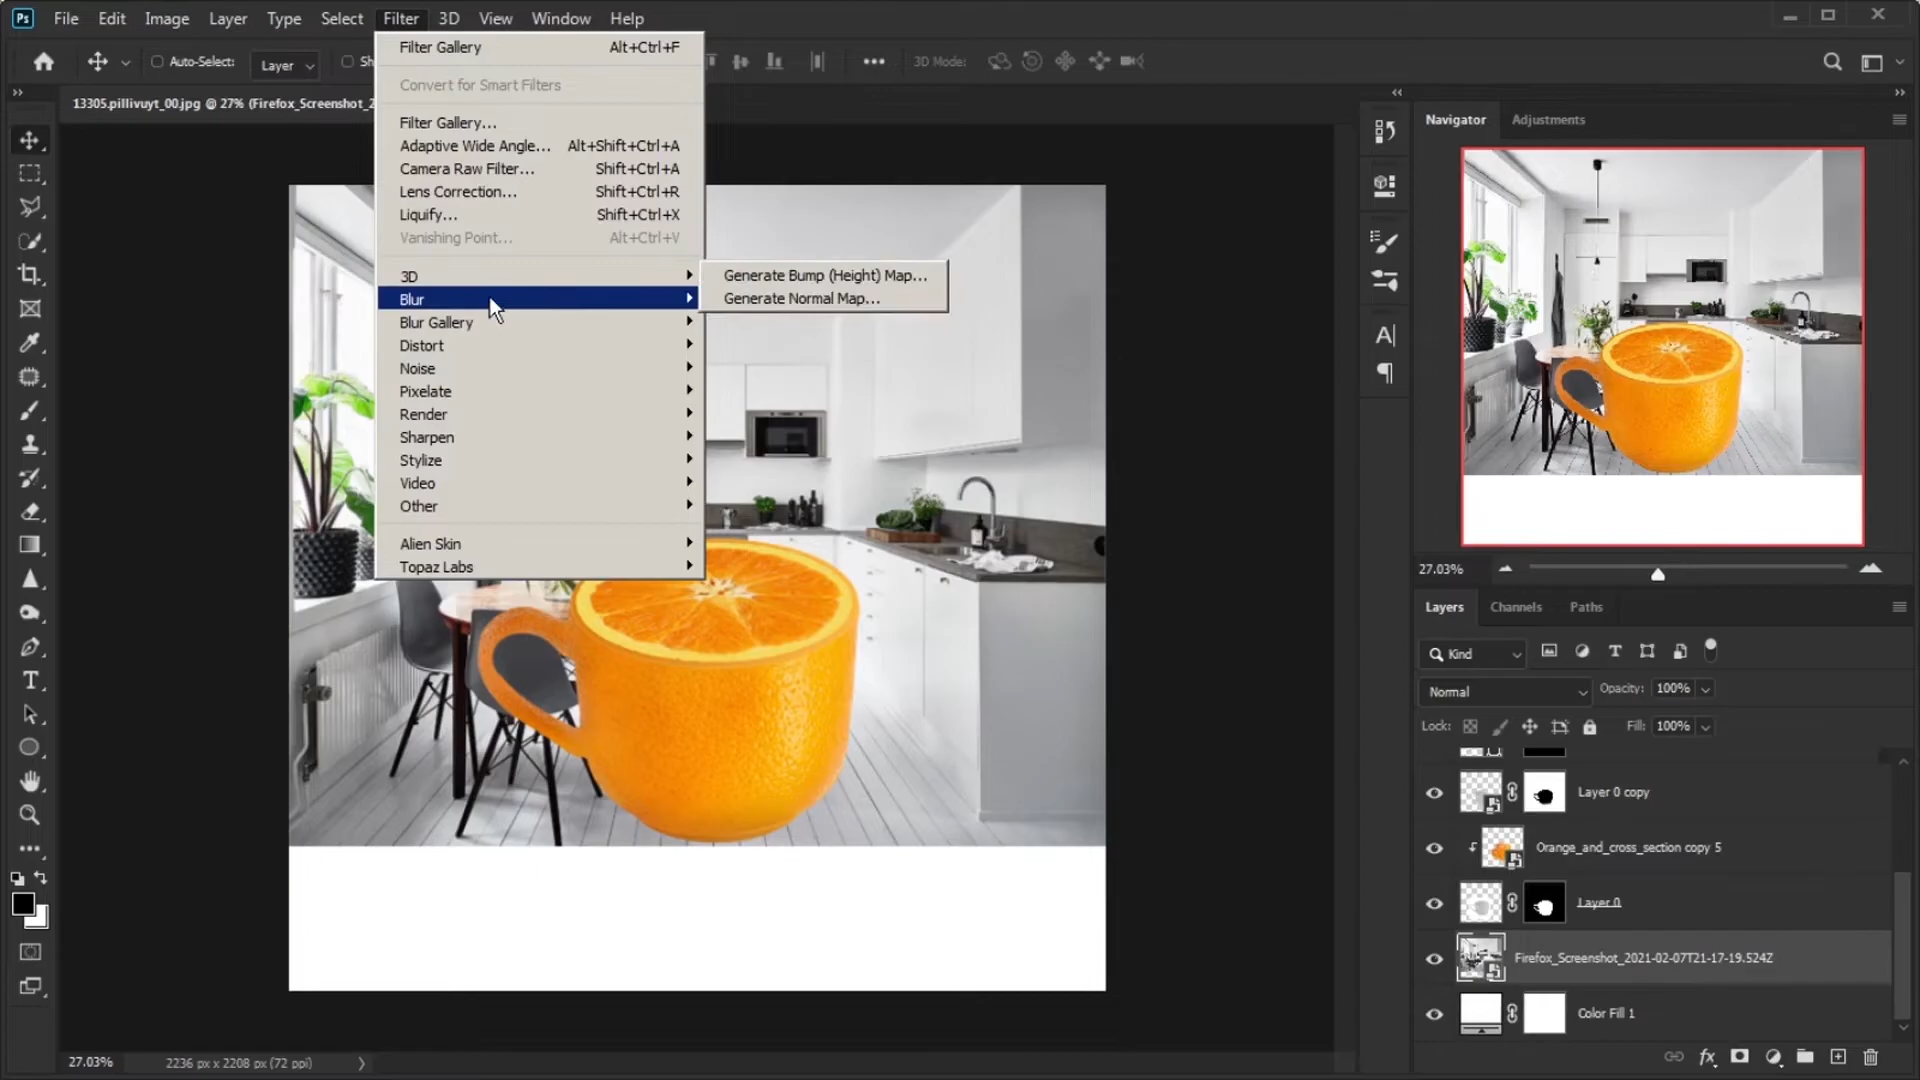 Ps File Edit Image Layer Type Select Filter 3D View Window Help
Auto-Select: Layer Sh 3D Mode:
13305.pillivuyt_00.jpg @ 27% (Firefox_Screenshot_2
Filter Gallery Alt+Ctrl+F
Convert for Smart Filters
Filter Gallery...
Adaptive Wide Angle... Alt+Shift+Ctrl+A
Camera Raw Filter... Shift+Ctrl+A
Lens Correction... Shift+Ctrl+R
Liquify... Shift+Ctrl+X
Vanishing Point... Alt+Ctrl+V
3D
Blur
Blur Gallery
Distort
Noise
Pixelate
Render
Sharpen
Stylize
Video
Other
Alien Skin
Topaz Labs
Generate Bump (Height) Map...
Generate Normal Map...
Navigator Adjustments
27.03%
Layers Channels Paths
Kind
Normal Opacity: 100%
Lock: Fill: 100%
Layer 0 copy
Orange_and_cross_section copy 5
Layer 0
Firefox_Screenshot_2021-02-07T21-17-19.524Z
Color Fill 1
27.03% 2236 px x 2208 px (72 ppi)